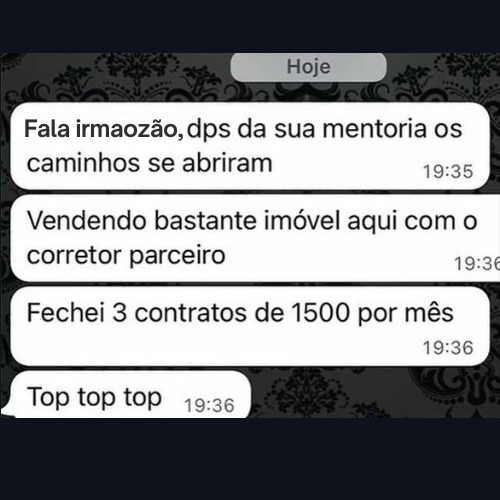 Hoje
Fala irmaozão, dps da sua mentoria os
caminhos se abriram
19:35
Vendendo bastante imóvel aqui com o
corretor parceiro
19:36
Fechei 3 contratos de 1500 por mês
19:36
Top top top 19:36